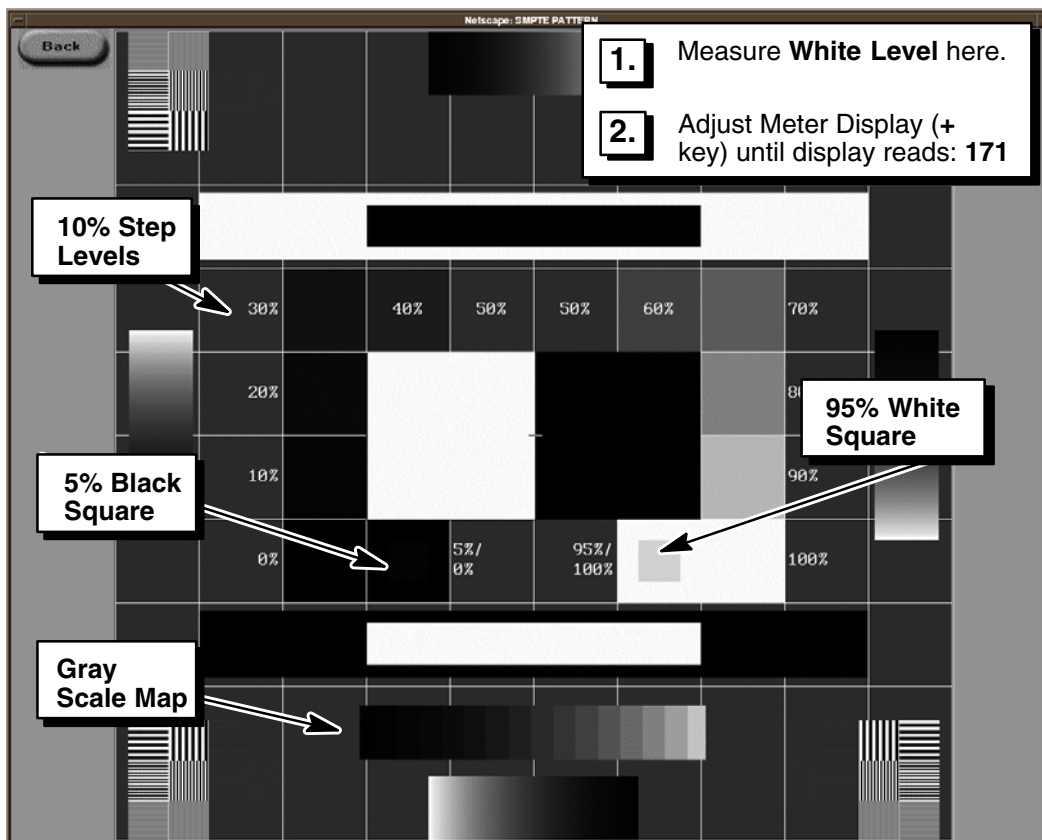 Netscape: SMPTE PATTERN
Back
1. Measure White Level here.
2. Adjust Meter Display (+
key) until display reads: 171
10% Step
Levels
30% 40% 50% 50% 60% 70%
20%
95% White
Square
10% 90%
5% Black
Square
0% 5%/
0% 95%/
100% 100%
Gray
Scale Map